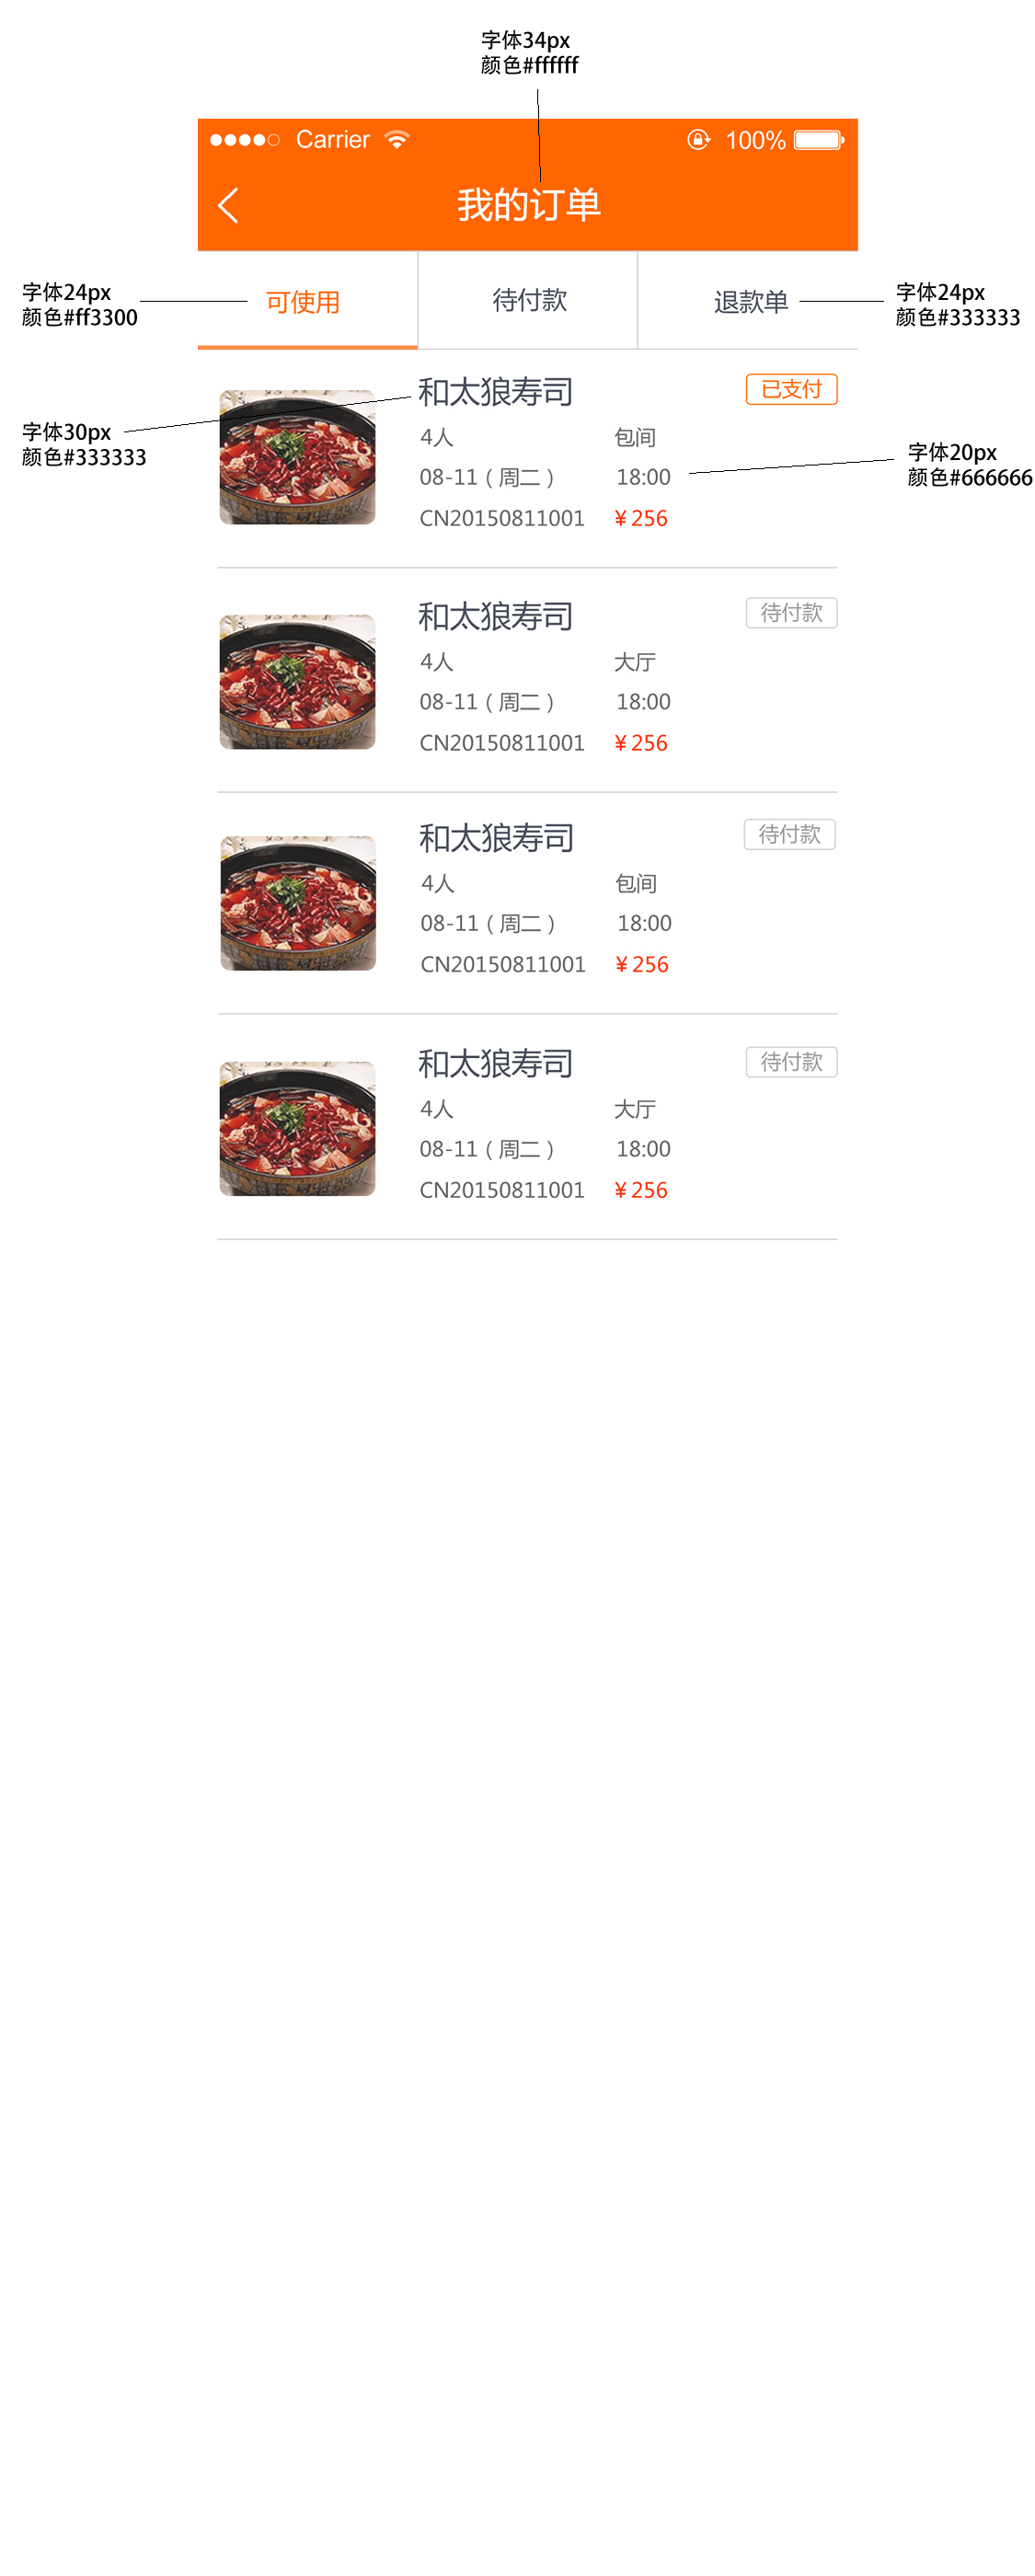 字体34px
颜色#ffffff
Carrier 100%
我的订单
字体24px
颜色#ff3300
可使用 待付款 退款单
字体24px
颜色#333333
字体30px
颜色#333333
和太狼寿司 已支付
4人 包间
08-11 ( 周二 ) 18:00
CN20150811001 ¥ 256
字体20px
颜色#666666
和太狼寿司 待付款
4人 大厅
08-11 ( 周二 ) 18:00
CN20150811001 ¥ 256
和太狼寿司 待付款
4人 包间
08-11 ( 周二 ) 18:00
CN20150811001 ¥ 256
和太狼寿司 待付款
4人 大厅
08-11 ( 周二 ) 18:00
CN20150811001 ¥ 256